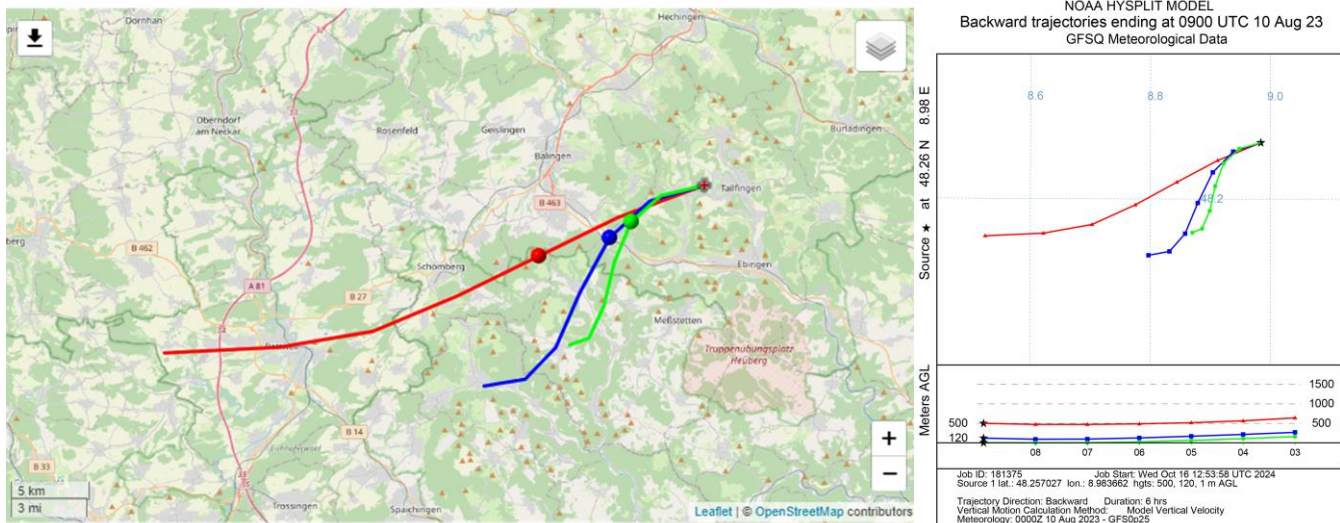 Dornhan
Hechingen
Oberndorf
am Neckar
Rosenfeld
Geislingen
Burladingen
Balingen
B 463
Tailfingen
B 462
Schömberg
Ebingen
A 81
B 27
Meßstetten
Truppenübungsplatz
Heuberg
B 14
B 33
Trossingen
Spaichingen
5 km
3 mi
+
−
Leaflet | © OpenStreetMap contributors
NOAA HYSPLIT MODEL
Backward trajectories ending at 0900 UTC 10 Aug 23
GFSQ Meteorological Data
Source ★ at 48.26 N 8.98 E
8.6 8.8 9.0
48.2
Meters AGL
1500
1000
500 500
120
08 07 06 05 04 03
Job ID: 181375 Job Start: Wed Oct 16 12:53:58 UTC 2024
Source 1 lat.: 48.257027 lon.: 8.983662 hgts: 500, 120, 1 m AGL
Trajectory Direction: Backward Duration: 6 hrs
Vertical Motion Calculation Method: Model Vertical Velocity
Meteorology: 0000Z 10 Aug 2023 - GFS0p25